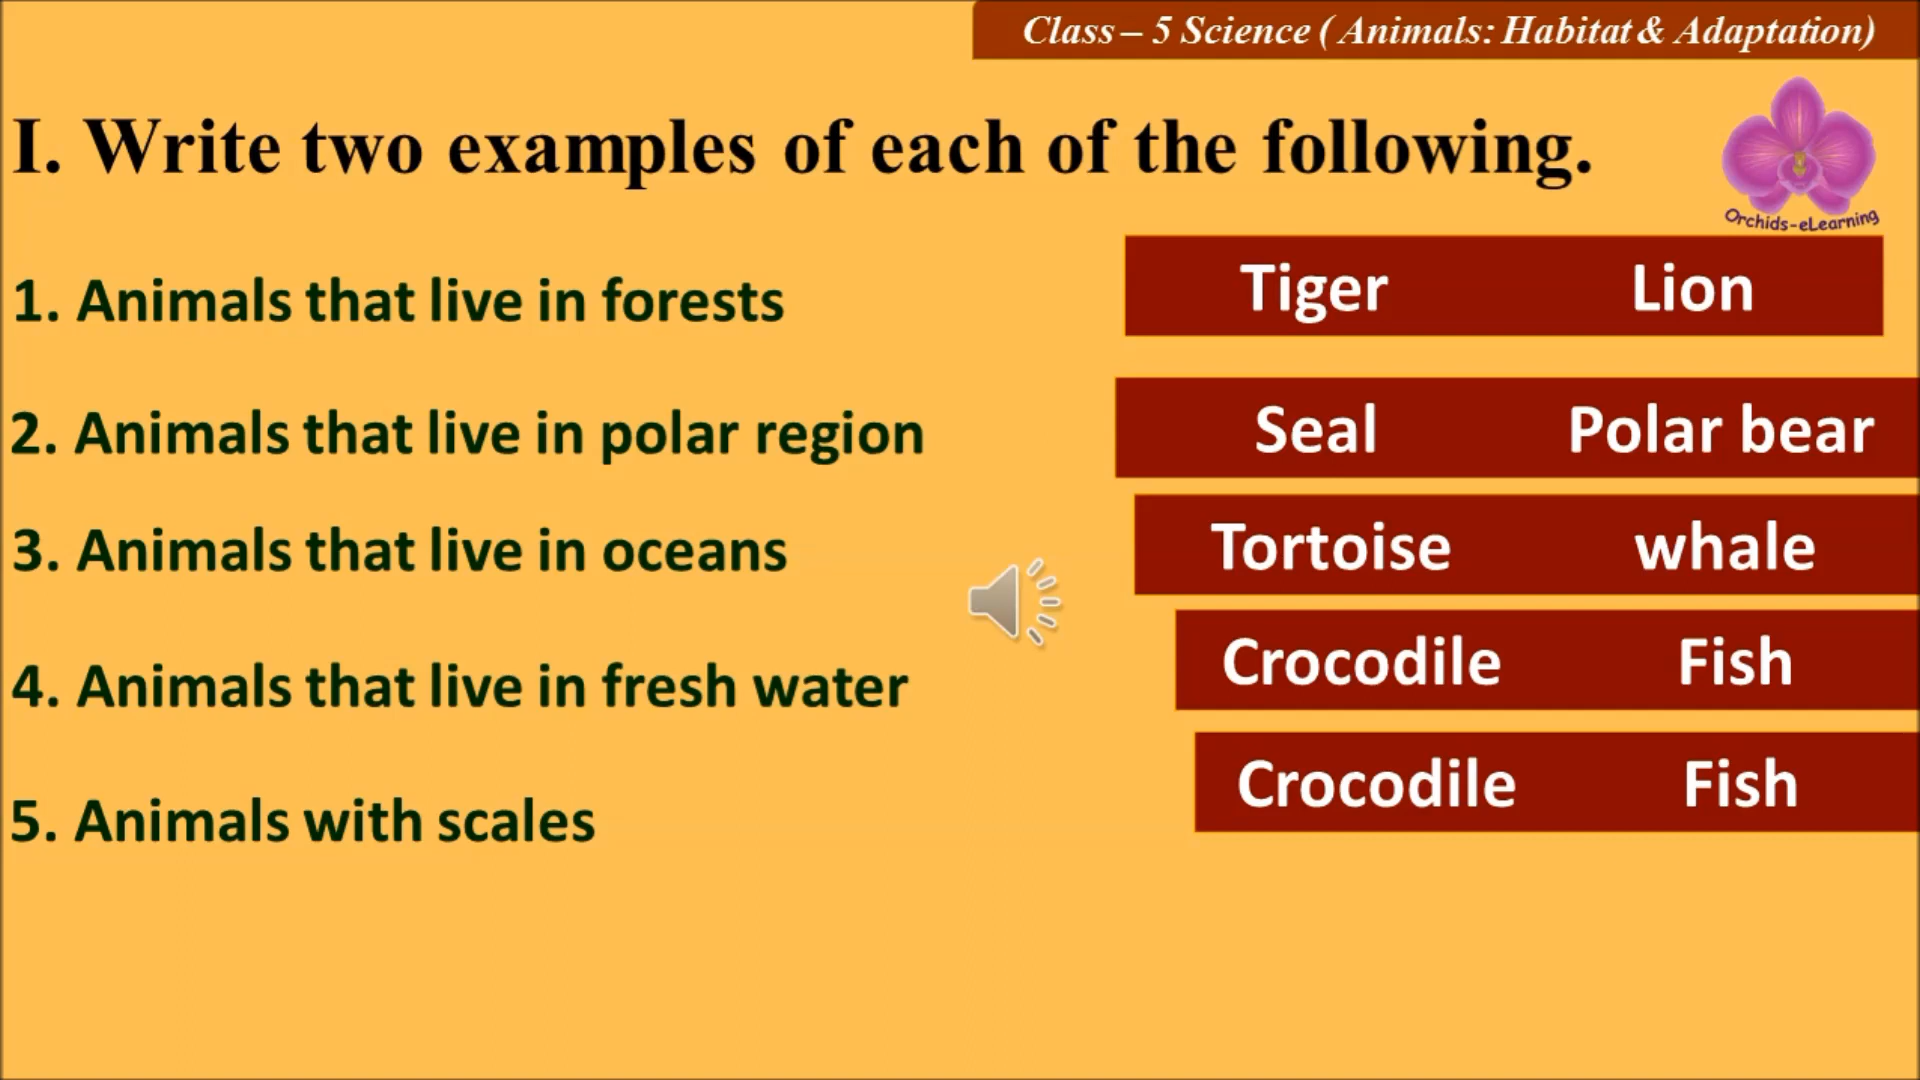 Class – 5 Science ( Animals: Habitat & Adaptation)
I. Write two examples of each of the following.
Orchids-eLearning
1. Animals that live in forests
Tiger Lion
2. Animals that live in polar region
Seal Polar bear
3. Animals that live in oceans
Tortoise whale
4. Animals that live in fresh water
Crocodile Fish
5. Animals with scales
Crocodile Fish